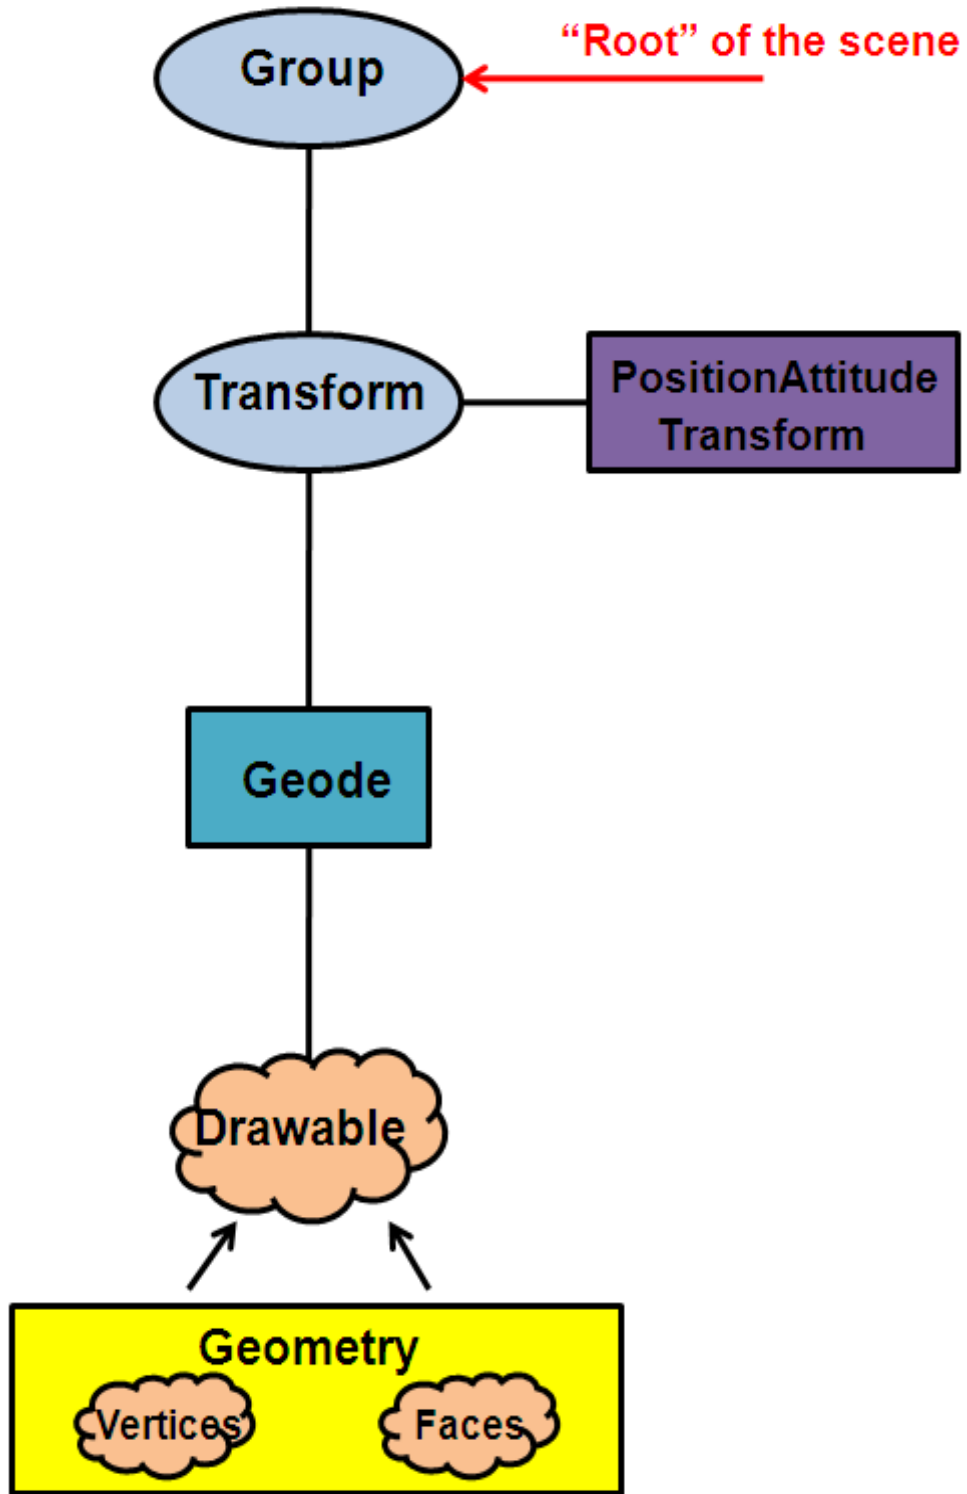 “Root” of the scene
Group
Transform
PositionAttitude
Transform
Geode
Drawable
Geometry
Vertices
Faces